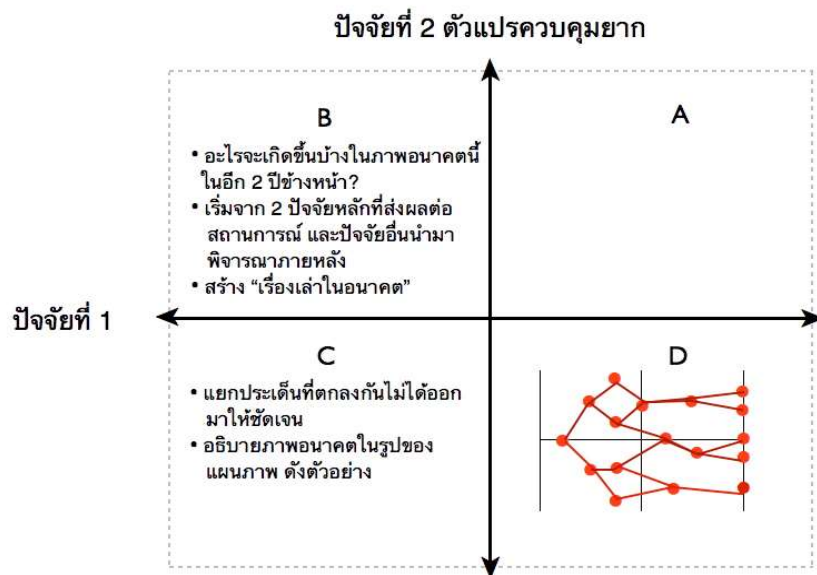 ปัจจัยที่ 2 ตัวแปรควบคุมยาก
B
• อะไรจะเกิดขึ้นบ้างในภาพอนาคตนี้
ในอีก 2 ปีข้างหน้า?
• เริ่มจาก 2 ปัจจัยหลักที่ส่งผลต่อ
สถานการณ์ และปัจจัยอื่นนำมา
พิจารณาภายหลัง
• สร้าง “เรื่องเล่าในอนาคต”
A
ปัจจัยที่ 1
C
• แยกประเด็นที่ตกลงกันไม่ได้ออก
มาให้ชัดเจน
• อธิบายภาพอนาคตในรูปของ
แผนภาพ ดังตัวอย่าง
D